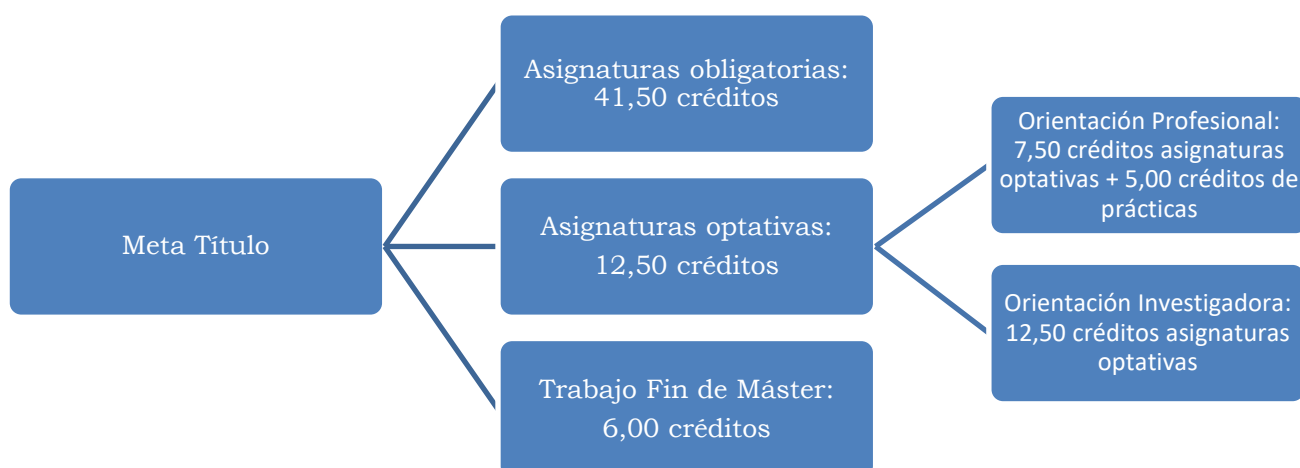 Meta Título
Asignaturas obligatorias:
41,50 créditos
Asignaturas optativas:
12,50 créditos
Trabajo Fin de Máster:
6,00 créditos
Orientación Profesional:
7,50 créditos asignaturas
optativas + 5,00 créditos de
prácticas
Orientación Investigadora:
12,50 créditos asignaturas
optativas